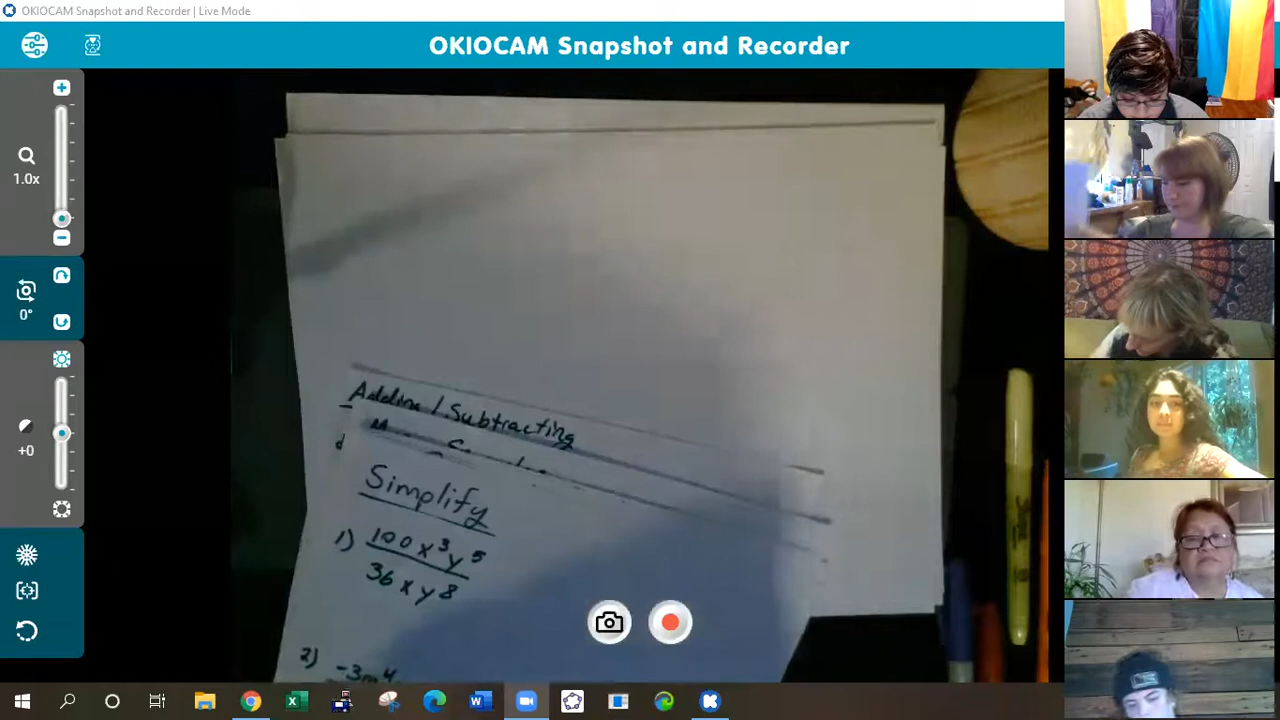 OKIOCAM Snapshot and Recorder | Live Mode
OKIOCAM Snapshot and Recorder
1.0x
0°
+0
Adding / Subtracting
Simplify
1) 100x³y⁵
36xy⁸
2) -3m⁴